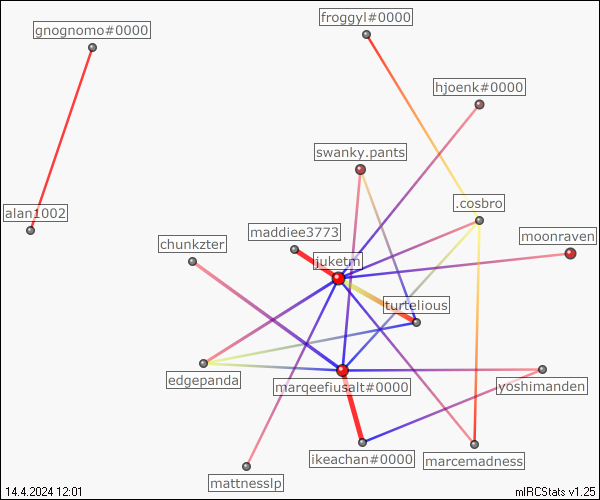 froggyl#0000
gnognomo#0000
hjoenk#0000
swanky.pants
.cosbro
alan1002
maddiee3773
moonraven
chunkzter
juketm
turtelious
edgepanda
marqeefiusalt#0000
yoshimanden
ikeachan#0000
marcemadness
mattnesslp
14.4.2024 12:01
mIRCStats v1.25